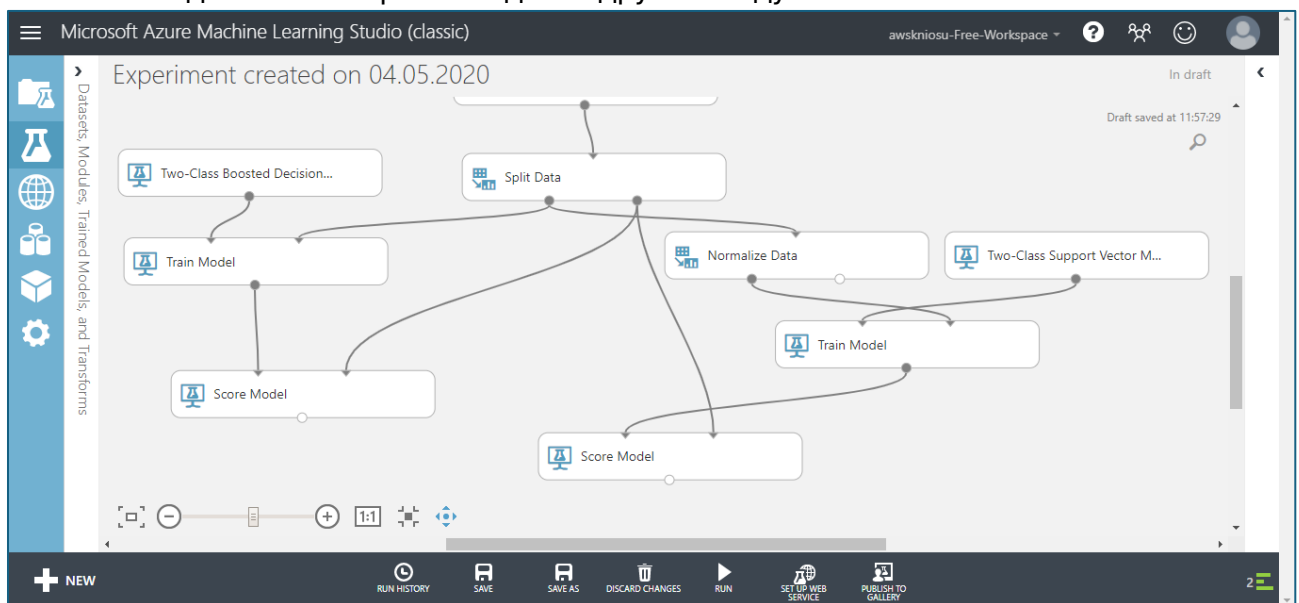 Microsoft Azure Machine Learning Studio (classic)
awskniosu-Free-Workspace
?
Experiment created on 04.05.2020
In draft
Draft saved at 11:57:29
Datasets, Modules, Trained Models, and Transforms
Two-Class Boosted Decision...
Split Data
Train Model
Normalize Data
Two-Class Support Vector M...
Train Model
Score Model
Score Model
1:1
NEW
RUN HISTORY
SAVE
SAVE AS
DISCARD CHANGES
RUN
SET UP WEB
SERVICE
PUBLISH TO
GALLERY
2